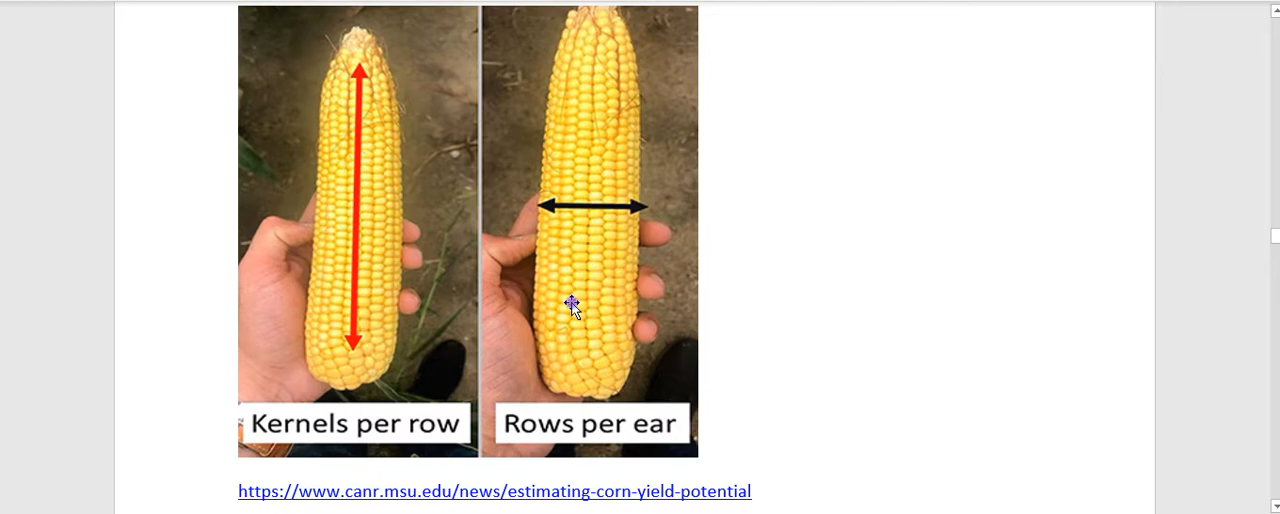 Kernels per row
Rows per ear
https://www.canr.msu.edu/news/estimating-corn-yield-potential